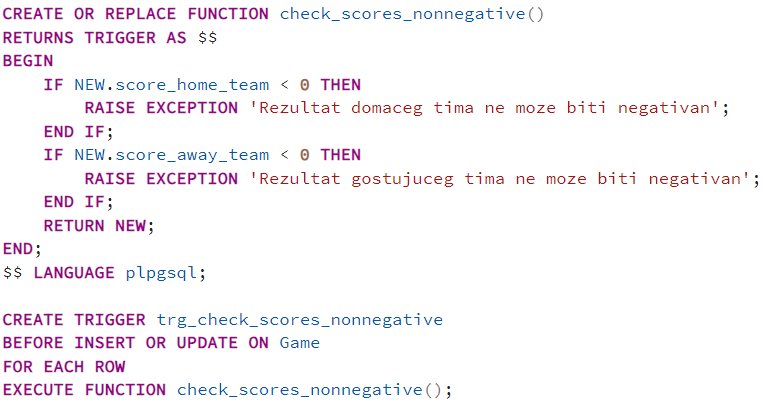 CREATE OR REPLACE FUNCTION check_scores_nonnegative()
RETURNS TRIGGER AS $$
BEGIN
    IF NEW.score_home_team < 0 THEN
        RAISE EXCEPTION 'Rezultat domaceg tima ne moze biti negativan';
    END IF;
    IF NEW.score_away_team < 0 THEN
        RAISE EXCEPTION 'Rezultat gostujuceg tima ne moze biti negativan';
    END IF;
    RETURN NEW;
END;
$$ LANGUAGE plpgsql;

CREATE TRIGGER trg_check_scores_nonnegative
BEFORE INSERT OR UPDATE ON Game
FOR EACH ROW
EXECUTE FUNCTION check_scores_nonnegative();